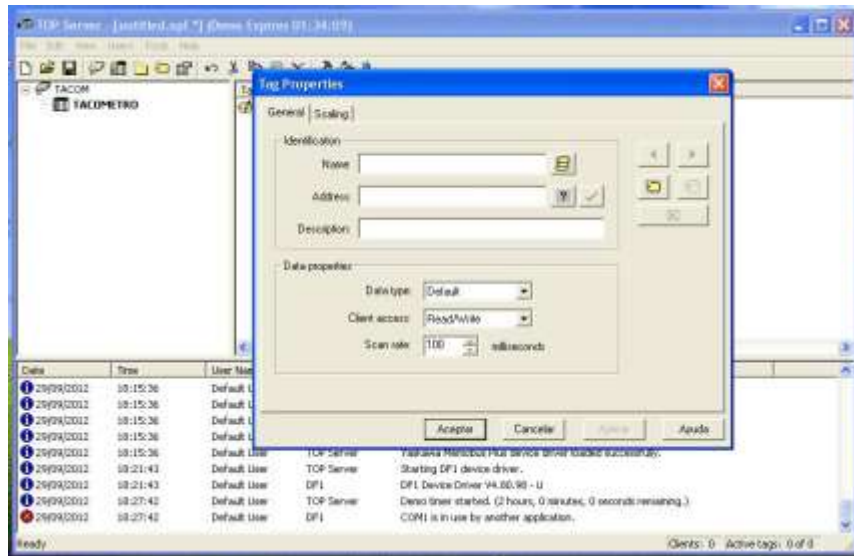 TOP Server - [untitled.opf *] (Demo Expires 01:34:09)
File Edit View Users Tools Help
TACOM
TACOMETRO
Tag Properties
General
Scaling
Identification
Name
Address
Description
Data properties
Data type: Default
Client access: Read/Write
Scan rate: 100 milliseconds
Aceptar
Cancelar
Ayuda
Date Time User Name
29/09/2012 18:15:36 Default U
29/09/2012 18:15:36 Default U
29/09/2012 18:15:36 Default U
29/09/2012 18:15:36 Default U
29/09/2012 18:15:36 Default User TOP Server Yaskawa Memobus Plus device driver loaded successfully.
29/09/2012 18:21:43 Default User TOP Server Starting DF1 device driver.
29/09/2012 18:21:43 Default User DF1 DF1 Device Driver V4.80.98 - U
29/09/2012 18:27:42 Default User TOP Server Demo timer started. (2 hours, 0 minutes, 0 seconds remaining.)
29/09/2012 18:27:42 Default User DF1 COM1 is in use by another application.
Ready
Clients: 0 Active tags: 0 of 0